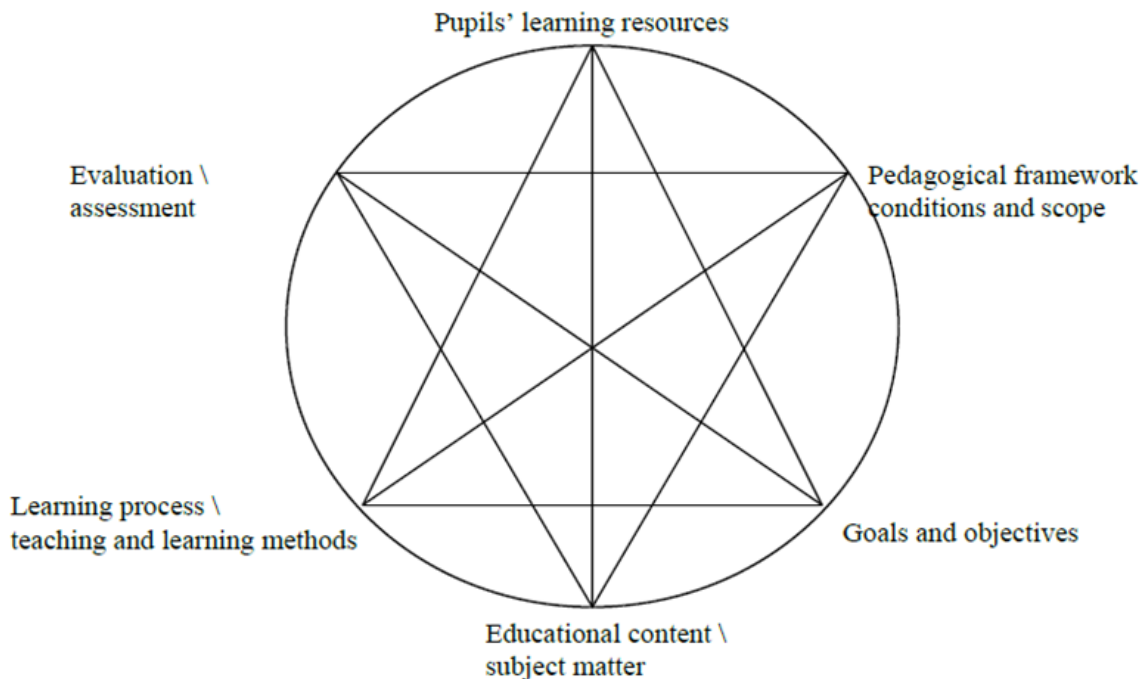 Pupils’ learning resources
Evaluation \
assessment
Pedagogical framework
conditions and scope
Learning process \
teaching and learning methods
Goals and objectives
Educational content \
subject matter